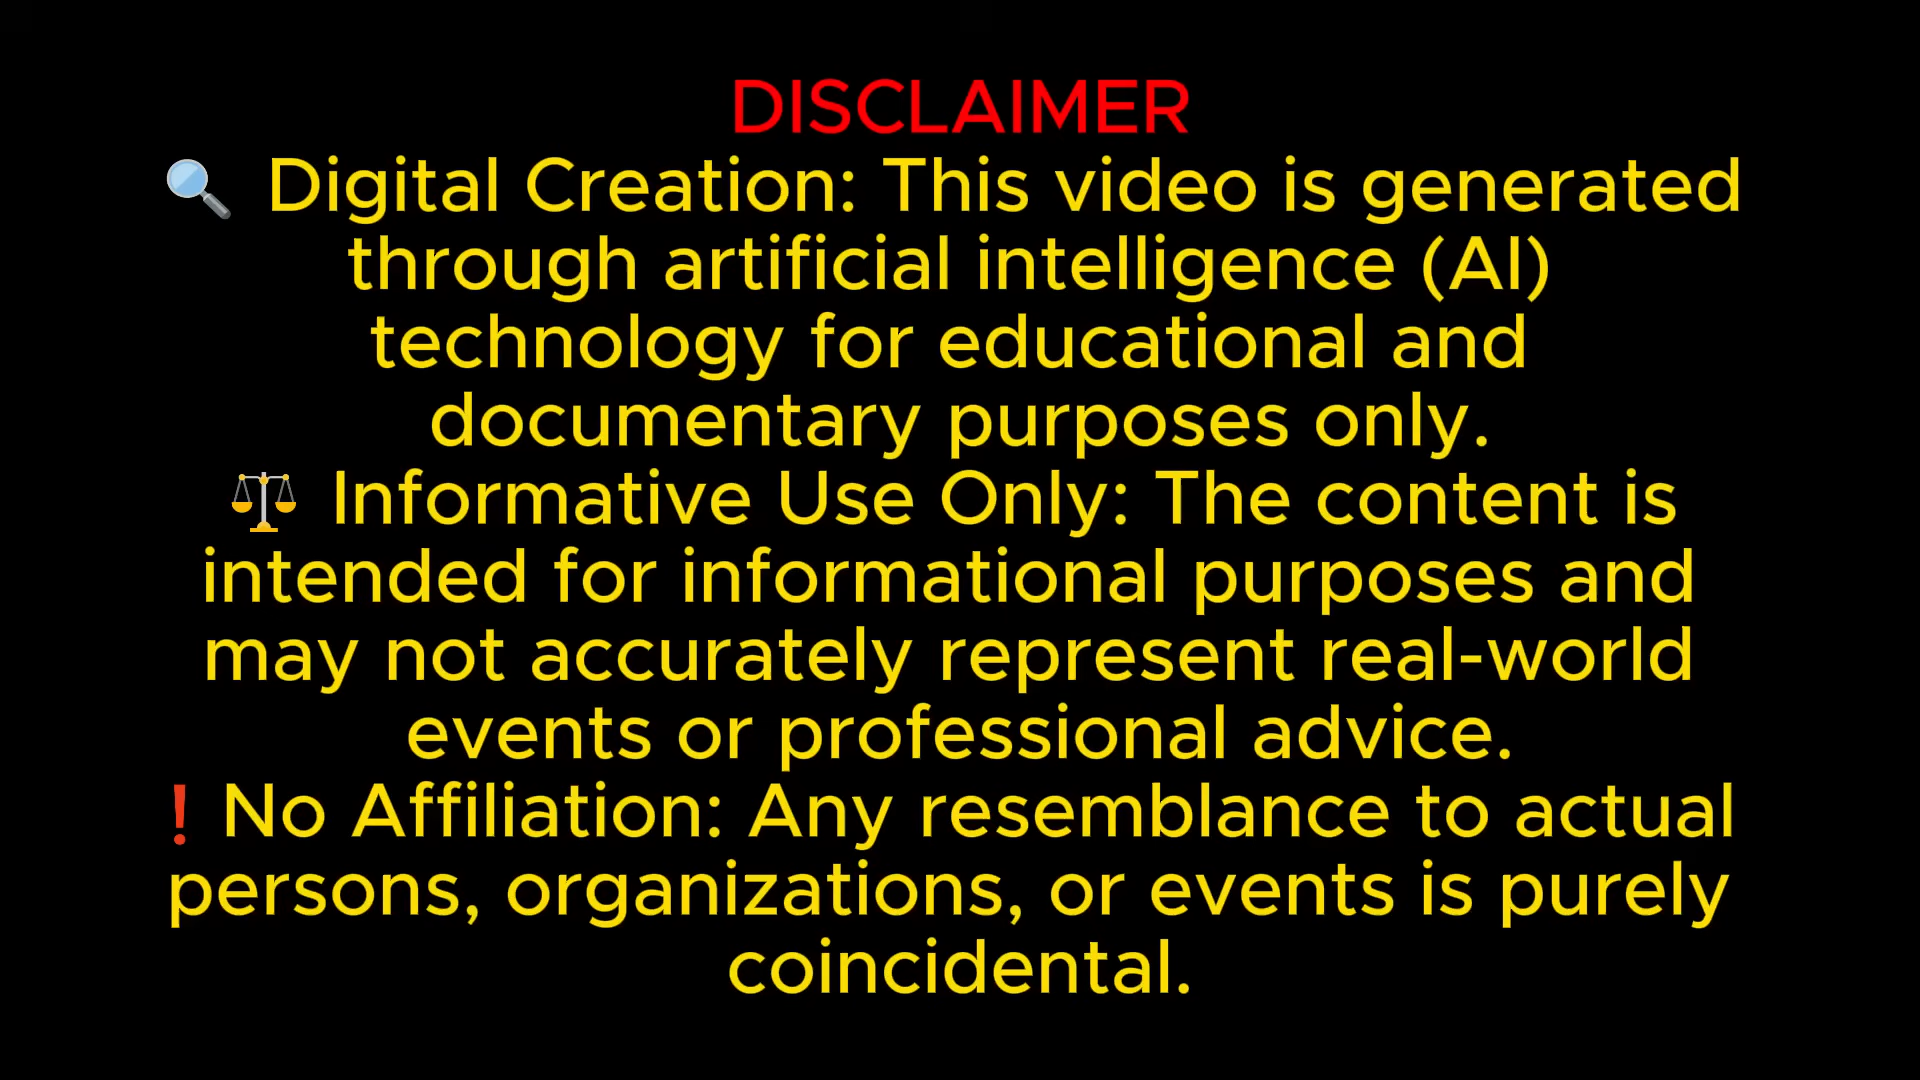 DISCLAIMER
🔍 Digital Creation: This video is generated
through artificial intelligence (AI)
technology for educational and
documentary purposes only.
⚖️ Informative Use Only: The content is
intended for informational purposes and
may not accurately represent real-world
events or professional advice.
❗ No Affiliation: Any resemblance to actual
persons, organizations, or events is purely
coincidental.